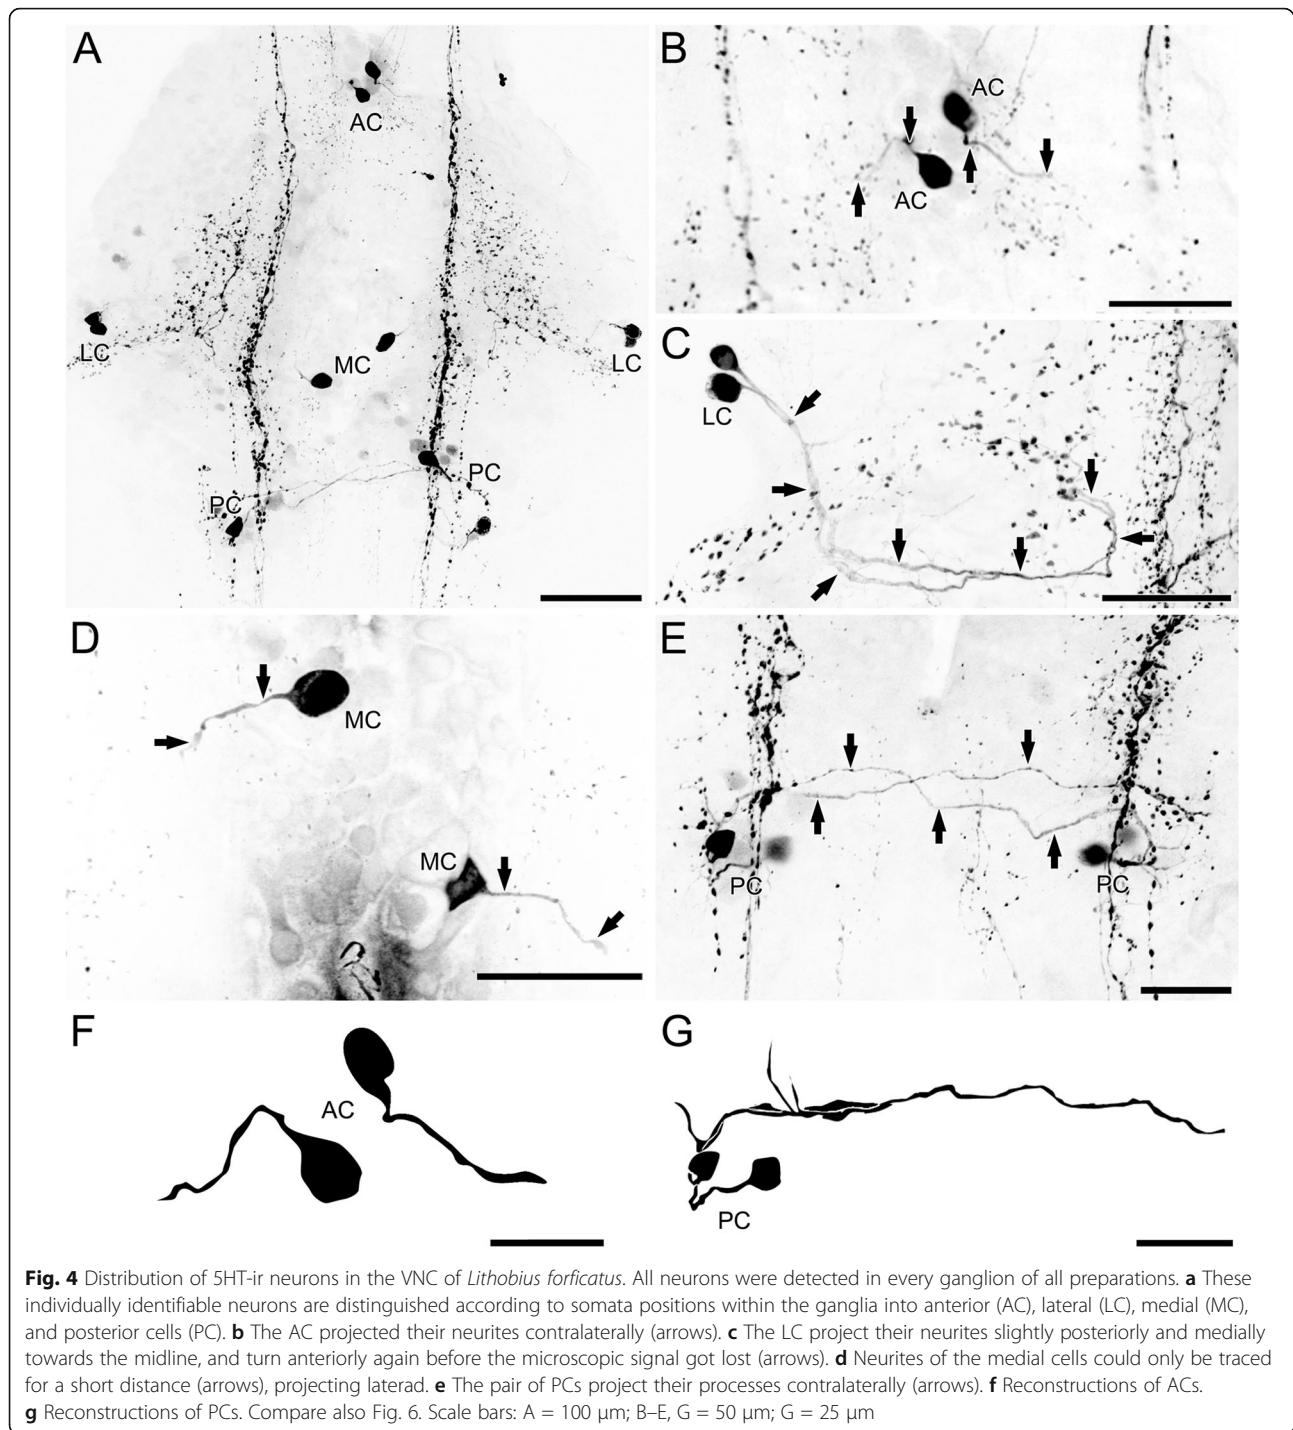 A
AC
LC
MC
LC
PC
PC
B
AC
AC
C
LC
D
MC
MC
E
PC
PC
F
AC
G
PC
Fig. 4 Distribution of 5HT-ir neurons in the VNC of Lithobius forficatus. All neurons were detected in every ganglion of all preparations. a These
individually identifiable neurons are distinguished according to somata positions within the ganglia into anterior (AC), lateral (LC), medial (MC),
and posterior cells (PC). b The AC projected their neurites contralaterally (arrows). c The LC project their neurites slightly posteriorly and medially
towards the midline, and turn anteriorly again before the microscopic signal got lost (arrows). d Neurites of the medial cells could only be traced
for a short distance (arrows), projecting laterad. e The pair of PCs project their processes contralaterally (arrows). f Reconstructions of ACs.
g Reconstructions of PCs. Compare also Fig. 6. Scale bars: A = 100 μm; B–E, G = 50 μm; G = 25 μm